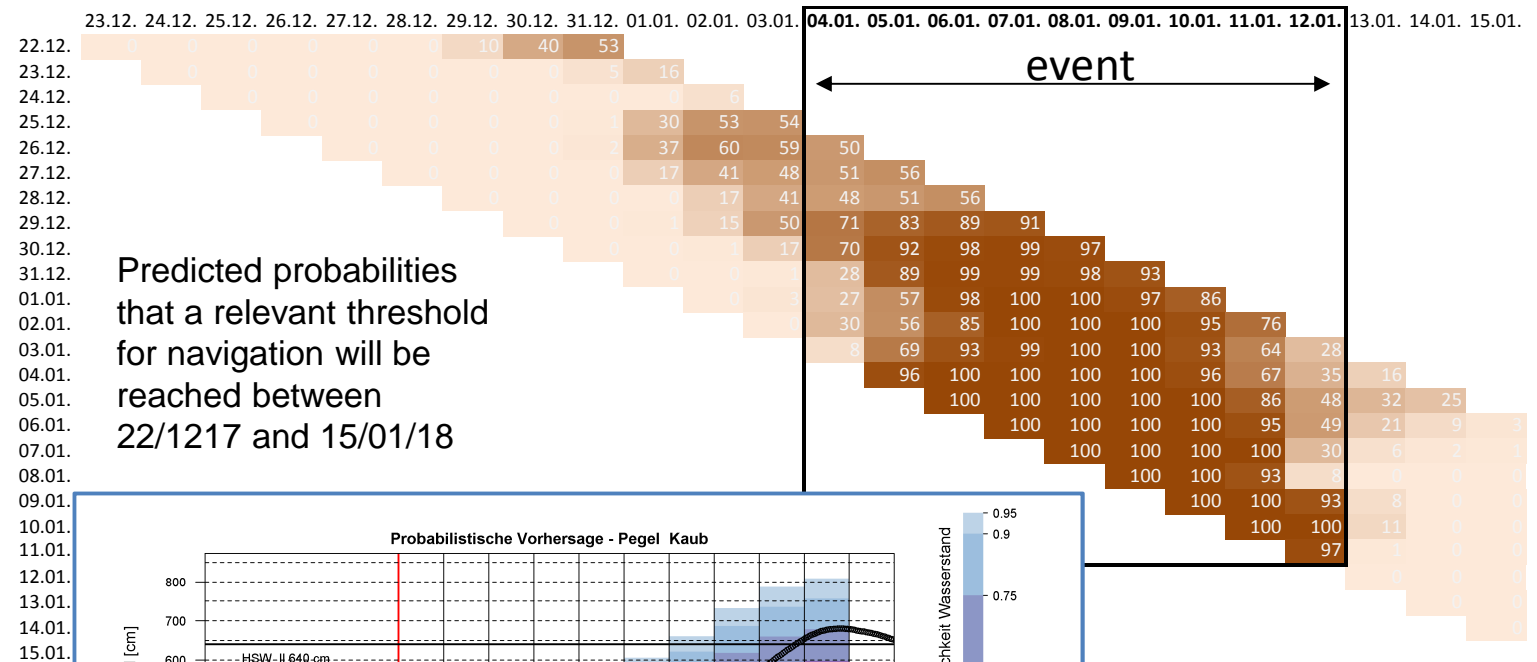 23.12. 24.12. 25.12. 26.12. 27.12. 28.12. 29.12. 30.12. 31.12. 01.01. 02.01. 03.01. 04.01. 05.01. 06.01. 07.01. 08.01. 09.01. 10.01. 11.01. 12.01. 13.01. 14.01. 15.01.
22.12. 0 0 0 0 0 0 10 40 53
event
23.12. 0 0 0 0 0 0 0 5 16
24.12. 0 0 0 0 0 0 0 0 6
25.12. 0 0 0 0 0 1 30 53 54
26.12. 0 0 0 0 2 37 60 59 50
27.12. 0 0 0 0 17 41 48 51 56
28.12. 0 0 0 0 17 41 48 51 56
29.12. 0 0 1 15 50 71 83 89 91
30.12. 0 0 1 17 70 92 98 99 97
31.12. 0 0 1 28 89 99 99 98 93
01.01. 0 3 27 57 98 100 100 97 86
02.01. 0 30 56 85 100 100 100 95 76
03.01. 8 69 93 99 100 100 93 64 28
04.01. 96 100 100 100 100 96 67 35 16
05.01. 100 100 100 100 100 86 48 32 25
06.01. 100 100 100 100 95 49 21 9 3
07.01. 100 100 100 100 30 6 2 1
08.01. 100 100 93 8 0 0 0
09.01. 100 100 93 8 0 0
10.01. 100 100 11 0 0
11.01. 97 1 0 0
12.01. 0 0 0
13.01. 0 0
14.01. 0
15.01.
Predicted probabilities
that a relevant threshold
for navigation will be
reached between
22/1217 and 15/01/18
Probabilistische Vorhersage - Pegel Kaub
800
700
600
[cm]
HSW II 640 cm
0.95
0.9
0.75
Wasserstand